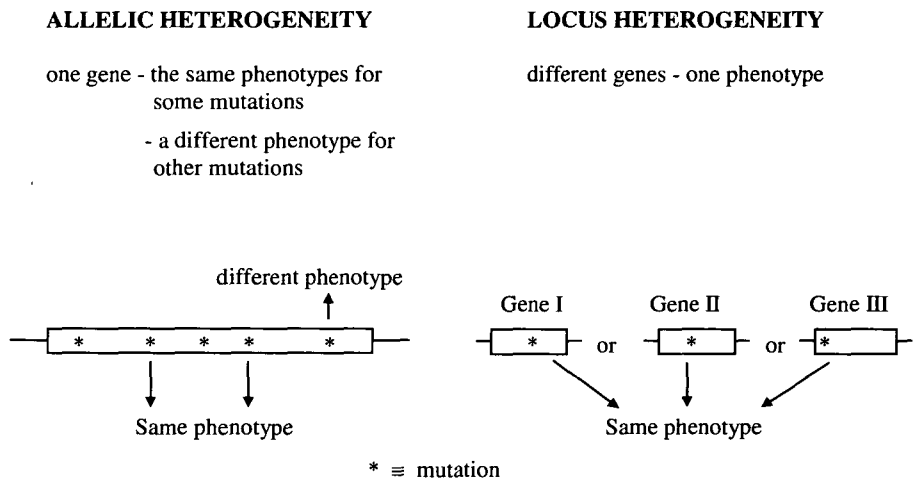 ALLELIC HETEROGENEITY
one gene - the same phenotypes for
some mutations
- a different phenotype for
other mutations
different phenotype
* * * * *
Same phenotype
LOCUS HETEROGENEITY
different genes - one phenotype
Gene I Gene II Gene III
* or * or *
Same phenotype
* ≡ mutation